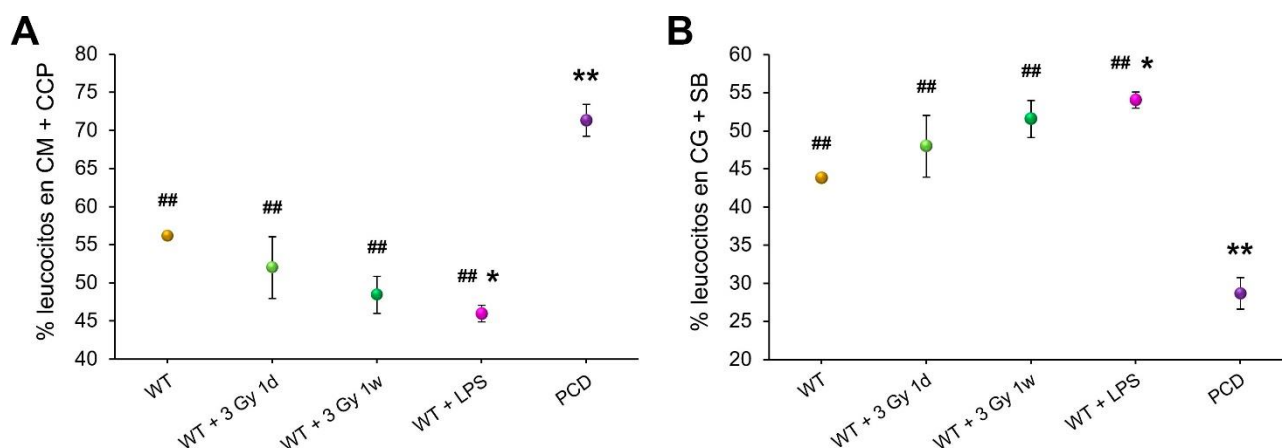 A
% leucocitos en CM + CCP
80
75
70
65
60
55
50
45
40
##
##
##
## *
**
WT
WT + 3 Gy 1d
WT + 3 Gy 1w
WT + LPS
PCD
B
% leucocitos en CG + SB
60
55
50
45
40
35
30
25
20
##
##
##
## *
**
WT
WT + 3 Gy 1d
WT + 3 Gy 1w
WT + LPS
PCD